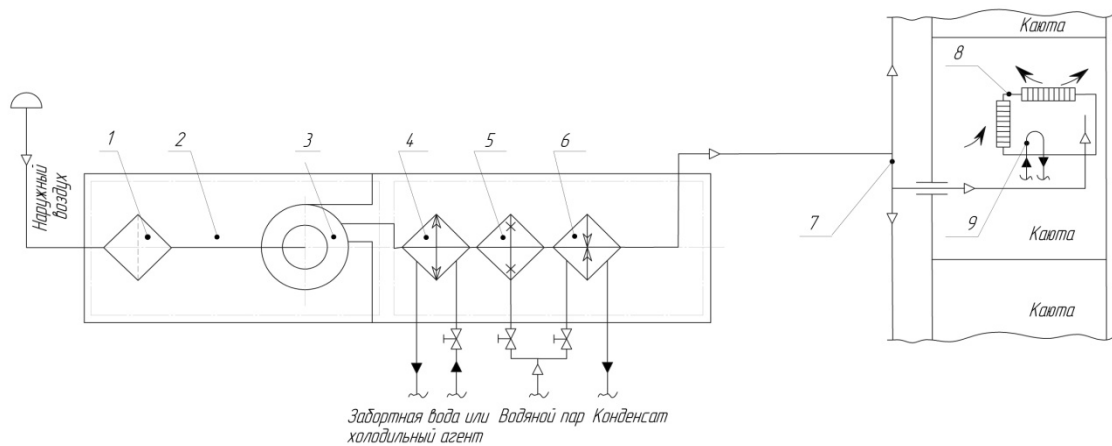 Каюта
8
1
2
3
4
5
6
Наружный
воздух
7
9
Каюта
Каюта
Забортная вода или
холодильный агент
Водяной пар
Конденсат